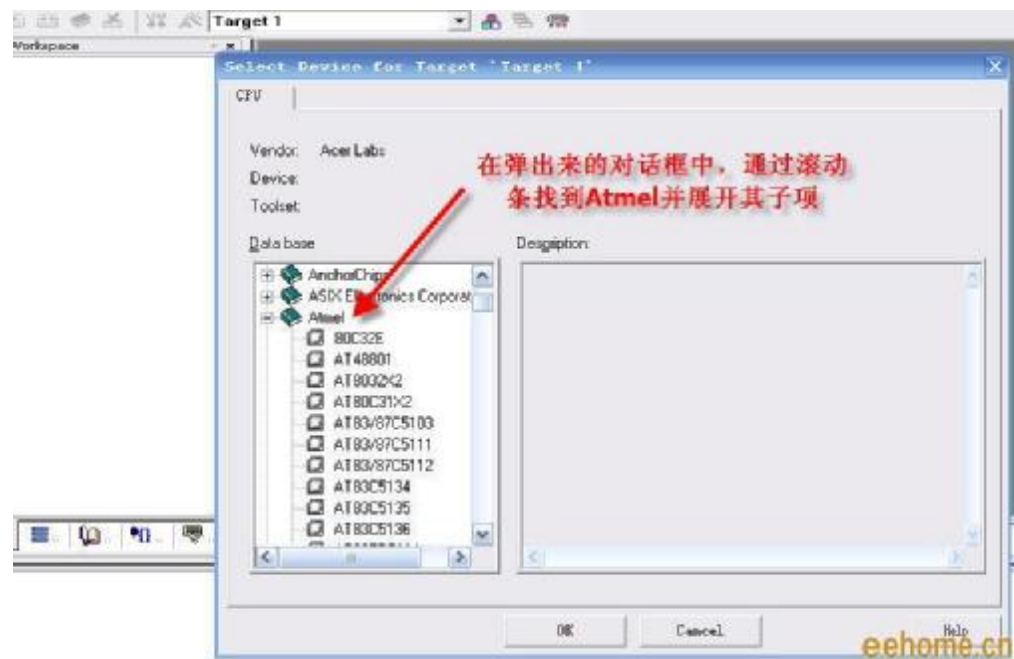 Target 1
Workspace
Select Device for Target 'Target 1'
CPU
Vendor: Acer Labs
Device:
Toolset:
在弹出来的对话框中，通过滚动
条找到Atmel并展开其子项
Data base
Description:
AnchorChips
ASIX Electronics Corporat
Atmel
80C32E
AT48801
AT8032X2
AT80C31X2
AT83/87C5103
AT83/87C5111
AT83/87C5112
AT83C5134
AT83C5135
AT83C5136
OK
Cancel
Help
eehome.cn